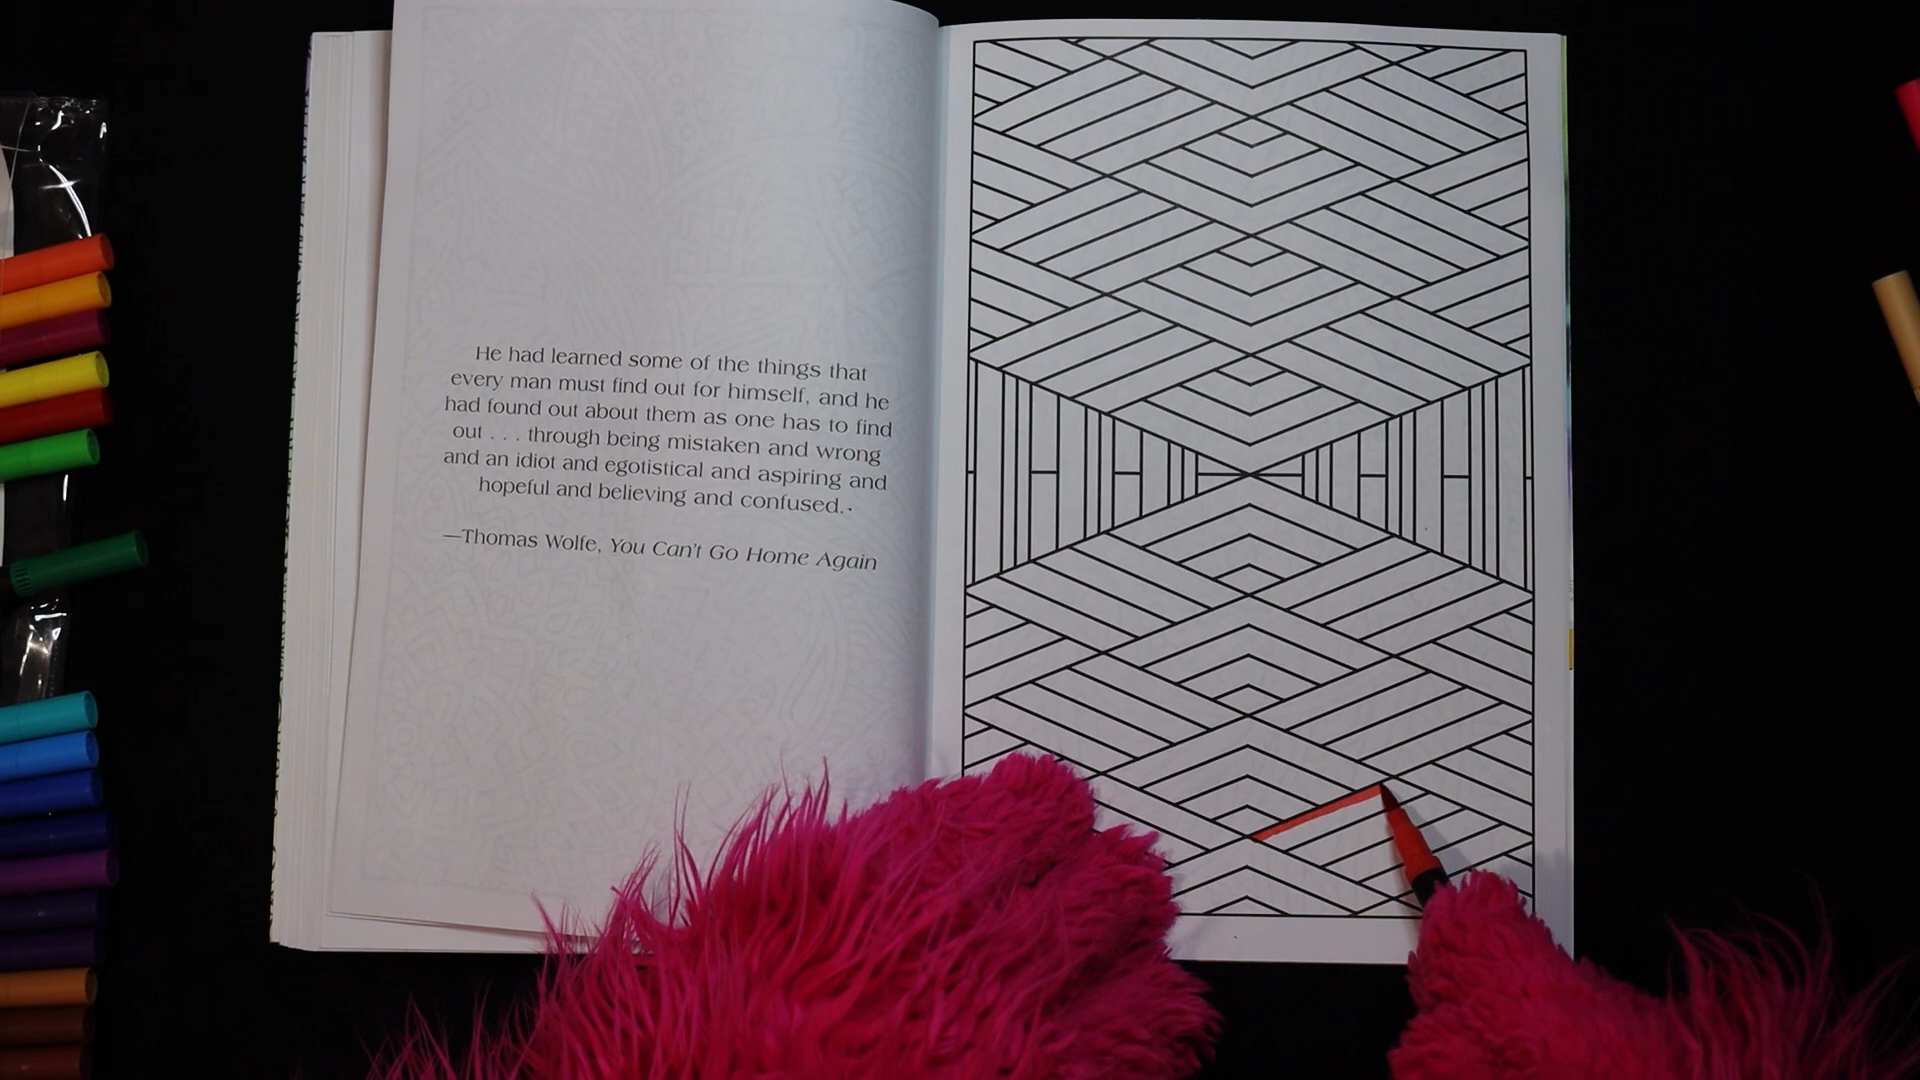 He had learned some of the things that
every man must find out for himself, and he
had found out about them as one has to find
out . . . through being mistaken and wrong
and an idiot and egotistical and aspiring and
hopeful and believing and confused.
—Thomas Wolfe, You Can't Go Home Again